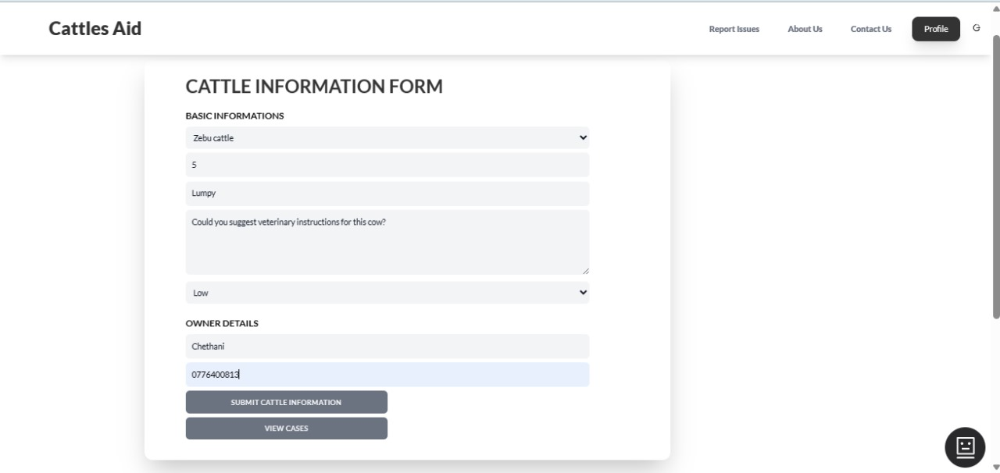 Cattles Aid
Report Issues
About Us
Contact Us
Profile
CATTLE INFORMATION FORM
BASIC INFORMATIONS
Zebu cattle
5
Lumpy
Could you suggest veterinary instructions for this cow?
Low
OWNER DETAILS
Chethani
0776400813
SUBMIT CATTLE INFORMATION
VIEW CASES